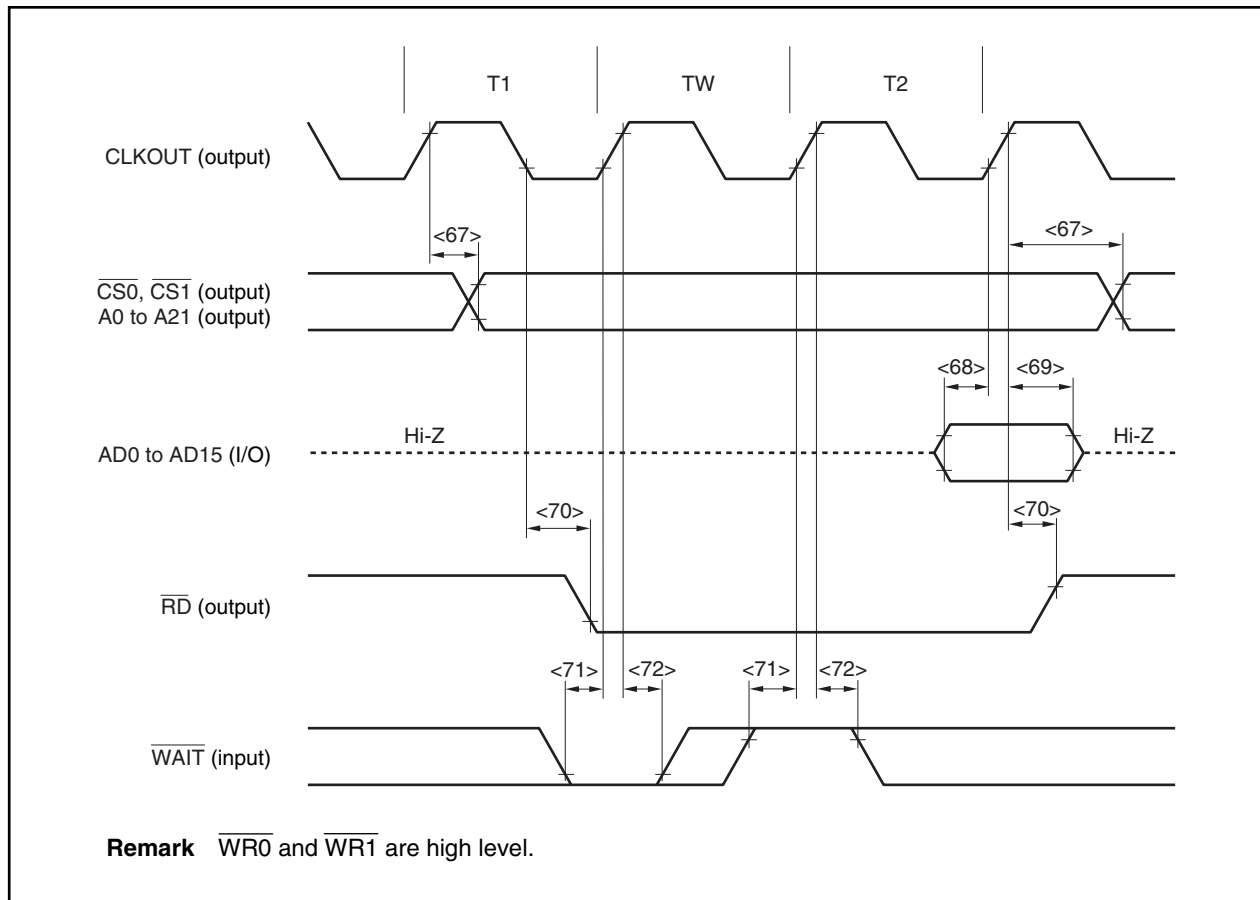 T1 TW T2
CLKOUT (output)
<67> <67>
CS0, CS1 (output)
A0 to A21 (output)
<68> <69>
Hi-Z Hi-Z
AD0 to AD15 (I/O)
<70> <70>
RD (output)
<71> <72> <71> <72>
WAIT (input)
Remark WR0 and WR1 are high level.